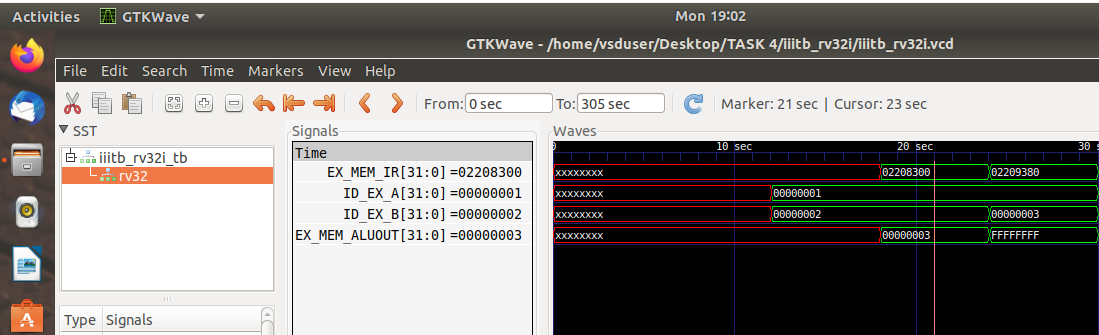 Activities GTKWave Mon 19:02
GTKWave - /home/vsduser/Desktop/TASK 4/iiitb_rv32i/iiitb_rv32i.vcd
File Edit Search Time Markers View Help
From: 0 sec To: 305 sec Marker: 21 sec | Cursor: 23 sec
SST
iiitb_rv32i_tb
rv32
Type Signals
Signals
Time
EX_MEM_IR[31:0] =02208300
ID_EX_A[31:0] =00000001
ID_EX_B[31:0] =00000002
EX_MEM_ALUOUT[31:0] =00000003
Waves
0 10 sec 20 sec 30 s
xxxxxxxx 02208300 02209380
xxxxxxxx 00000001
xxxxxxxx 00000002 00000003
xxxxxxxx 00000003 FFFFFFFF